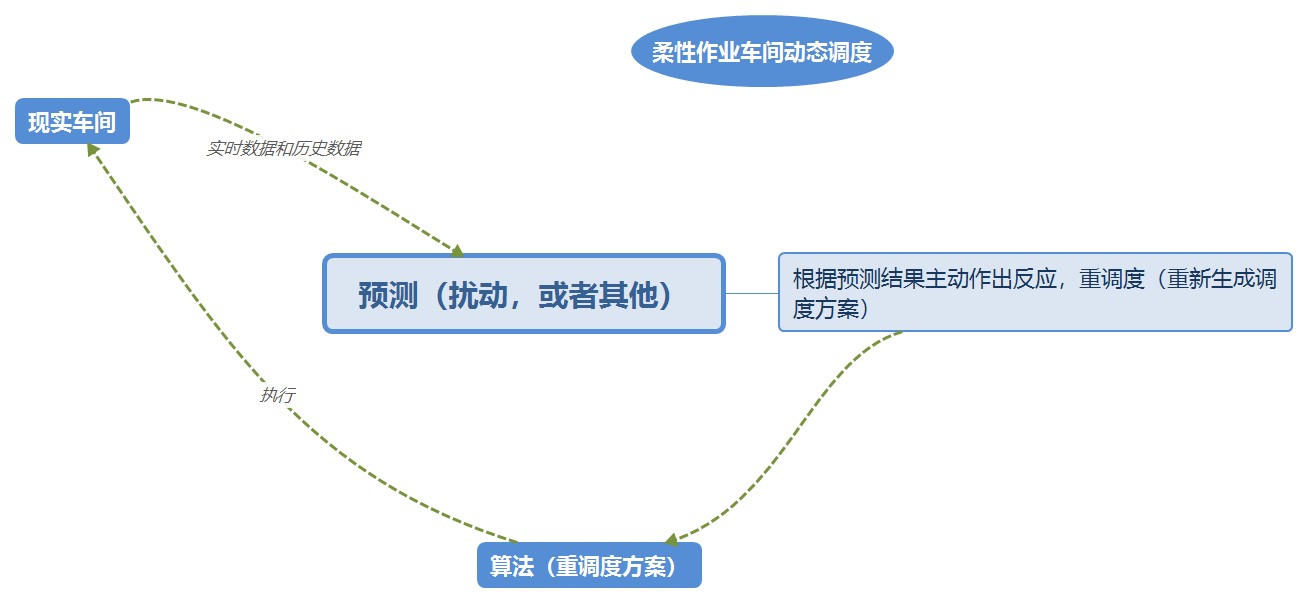 柔性作业车间动态调度
现实车间
实时数据和历史数据
预测（扰动，或者其他）
根据预测结果主动作出反应，重调度（重新生成调
度方案）
执行
算法（重调度方案）